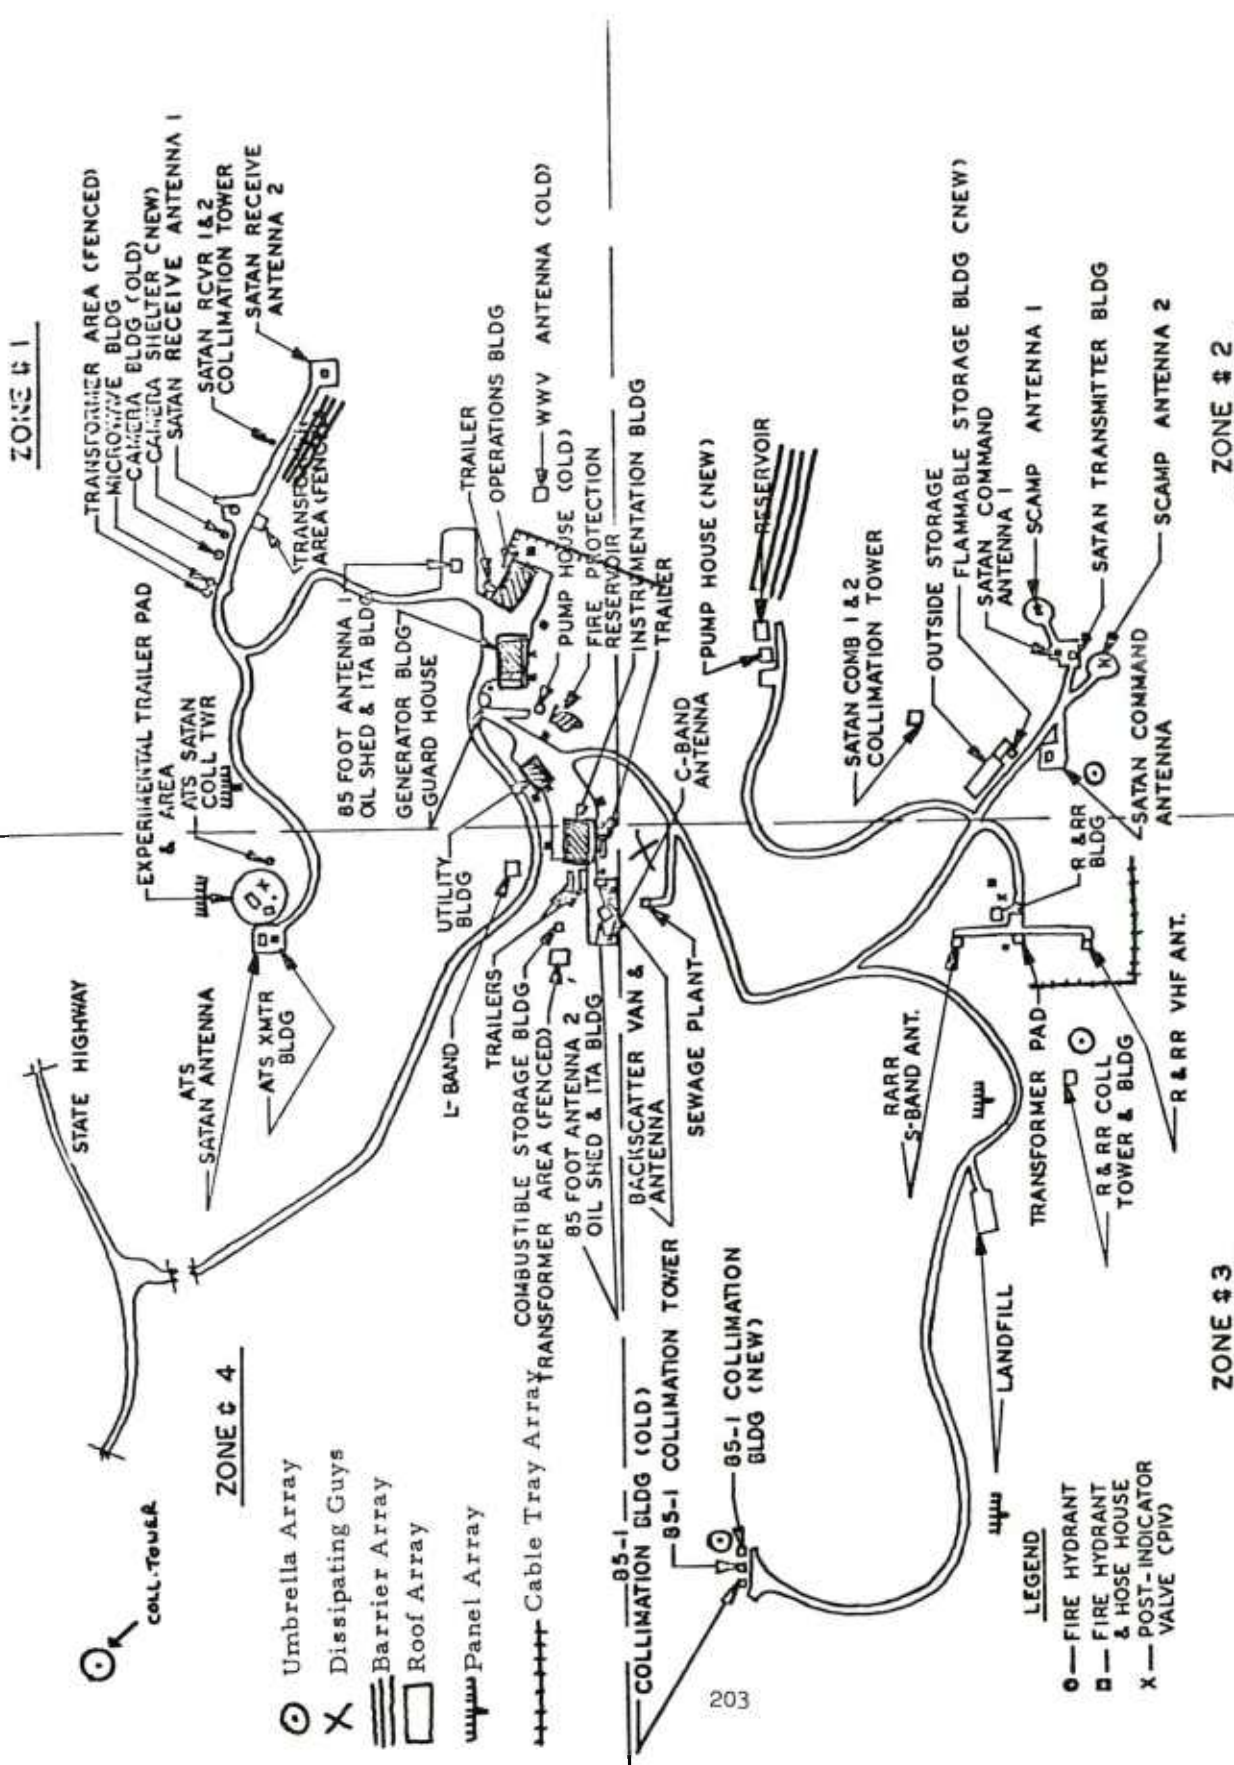 ZONE # 1
TRANSFORMER AREA (FENCED)
MICROWAVE BLDG
CAMERA BLDG (OLD)
CAMERA SHELTER (NEW)
SATAN RECEIVE ANTENNA 1
SATAN RCVR 1&2
COLLIMATION TOWER
SATAN RECEIVE
ANTENNA 2
AREA (FENC
EXPERIMENTAL TRAILER PAD
& AREA
ATS SATAN
COLL TWR
STATE HIGHWAY
ATS
SATAN ANTENNA
ATS XMTR
BLDG
85 FOOT ANTENNA 1
OIL SHED & ITA BLDG
GENERATOR BLDG
GUARD HOUSE
TRAILER
OPERATIONS BLDG
WWV ANTENNA (OLD)
PUMP HOUSE (OLD)
FIRE PROTECTION
RESERVOIR
INSTRUMENTATION BLDG
TRAILER
UTILITY
BLDG
L-BAND
TRAILERS
COMBUSTIBLE STORAGE BLDG
TRANSFORMER AREA (FENCED)
85 FOOT ANTENNA 2
OIL SHED & ITA BLDG
BACKSCATTER VAN &
ANTENNA
SEWAGE PLANT
C-BAND
ANTENNA
PUMP HOUSE (NEW)
RESERVOIR
SATAN COMB 1&2
COLLIMATION TOWER
OUTSIDE STORAGE
FLAMMABLE STORAGE BLDG (NEW)
SATAN COMMAND
ANTENNA 1
SCAMP ANTENNA 1
SATAN TRANSMITTER BLDG
SCAMP ANTENNA 2
SATAN COMMAND
ANTENNA
ZONE # 2
R & RR
BLDG
RARR
S-BAND ANT.
TRANSFORMER PAD
R & RR COLL
TOWER & BLDG
R & RR VHF ANT.
LANDFILL
ZONE # 3
85-1
COLLIMATION BLDG (OLD)
85-1 COLLIMATION TOWER
85-1 COLLIMATION
BLDG (NEW)
ZONE # 4
COLL. TOWER
Umbrella Array
Dissipating Guys
Barrier Array
Roof Array
Panel Array
Cable Tray Array
LEGEND
FIRE HYDRANT
FIRE HYDRANT
& HOSE HOUSE
X — POST-INDICATOR
VALVE (PIV)
203